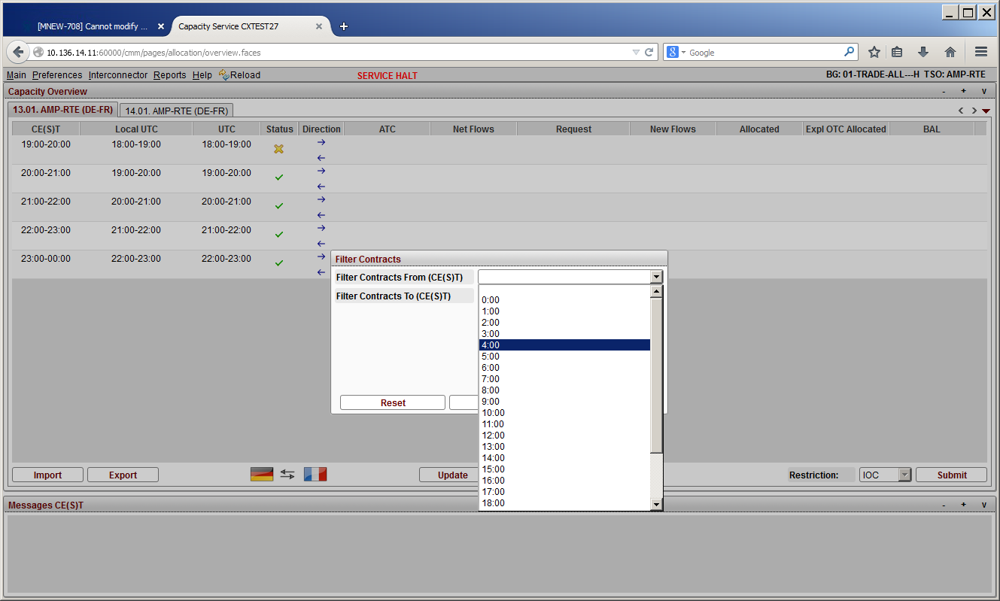 [MNEW-708] Cannot modify ...
Capacity Service CXTEST27
10.136.14.11:60000/cmm/pages/allocation/overview.faces
Google
Main Preferences Interconnector Reports Help Reload
SERVICE HALT
BG: 01-TRADE-ALL---H TSO: AMP-RTE
Capacity Overview
13.01. AMP-RTE (DE-FR) 14.01. AMP-RTE (DE-FR)
CE(S)T Local UTC UTC Status Direction ATC Net Flows Request New Flows Allocated Expl OTC Allocated BAL
19:00-20:00 18:00-19:00 18:00-19:00
20:00-21:00 19:00-20:00 19:00-20:00
21:00-22:00 20:00-21:00 20:00-21:00
22:00-23:00 21:00-22:00 21:00-22:00
23:00-00:00 22:00-23:00 22:00-23:00
Filter Contracts
Filter Contracts From (CE(S)T)
Filter Contracts To (CE(S)T)
0:00
1:00
2:00
3:00
4:00
5:00
6:00
7:00
8:00
9:00
10:00
11:00
12:00
13:00
14:00
15:00
16:00
17:00
18:00
Reset
Import Export Update Restriction: IOC Submit
Messages CE(S)T